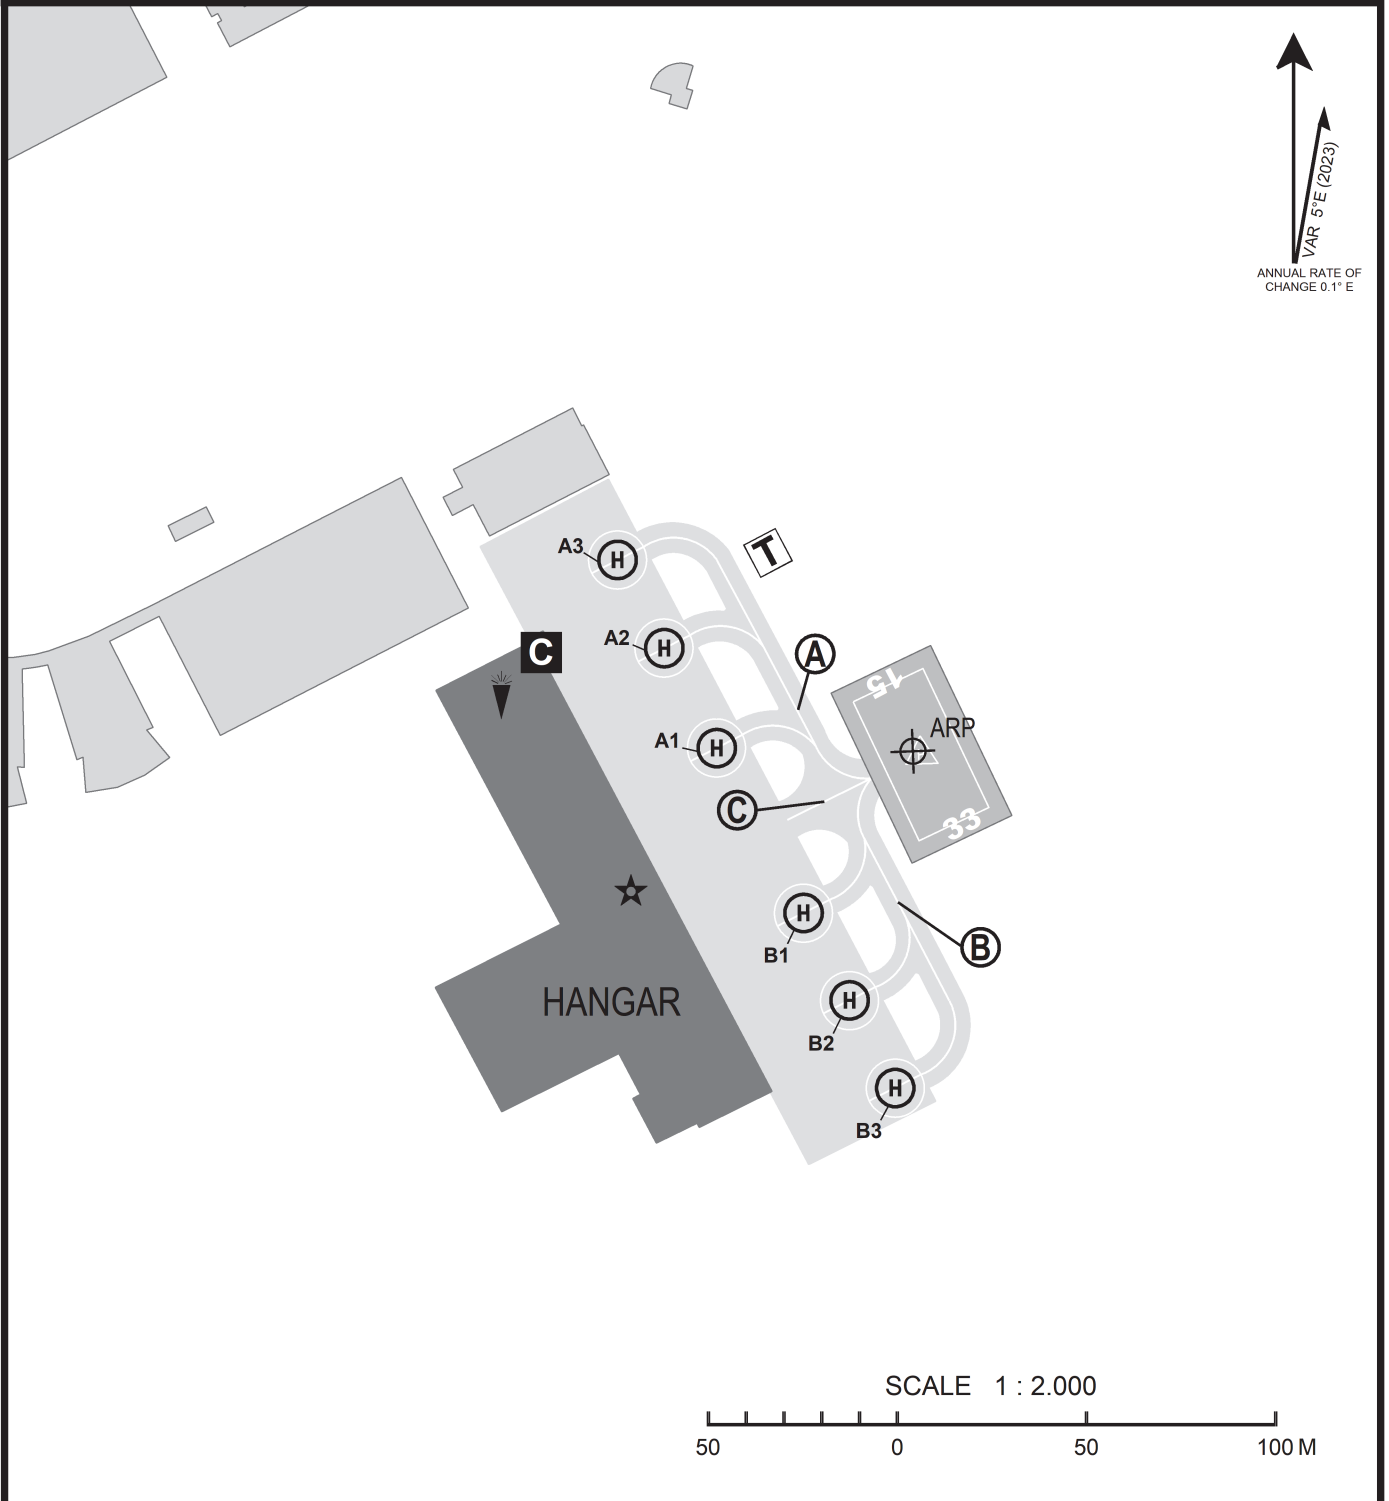 VAR 5°E (2023)
ANNUAL RATE OF
CHANGE 0.1° E
A3
H
T
A2
H
C
A
15
ARP
A1
H
C
33
H
B1
B
HANGAR
H
B2
H
B3
SCALE 1 : 2.000
50 0 50 100 M